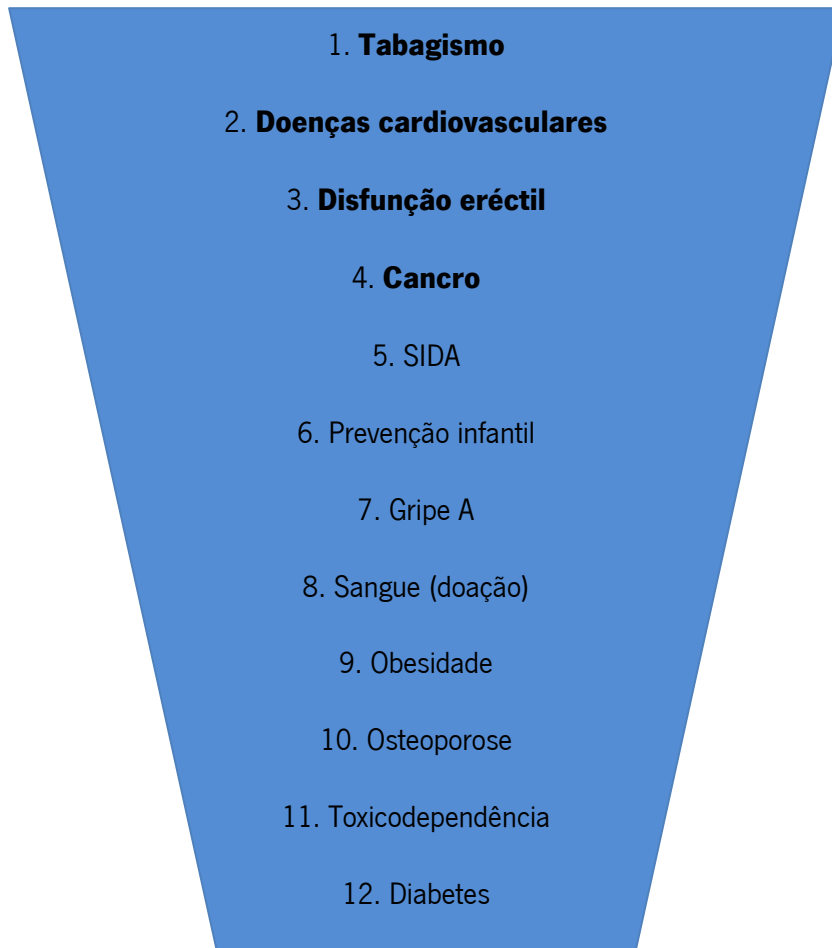 1. Tabagismo
2. Doenças cardiovasculares
3. Disfunção eréctil
4. Cancro
5. SIDA
6. Prevenção infantil
7. Gripe A
8. Sangue (doação)
9. Obesidade
10. Osteoporose
11. Toxicodependência
12. Diabetes